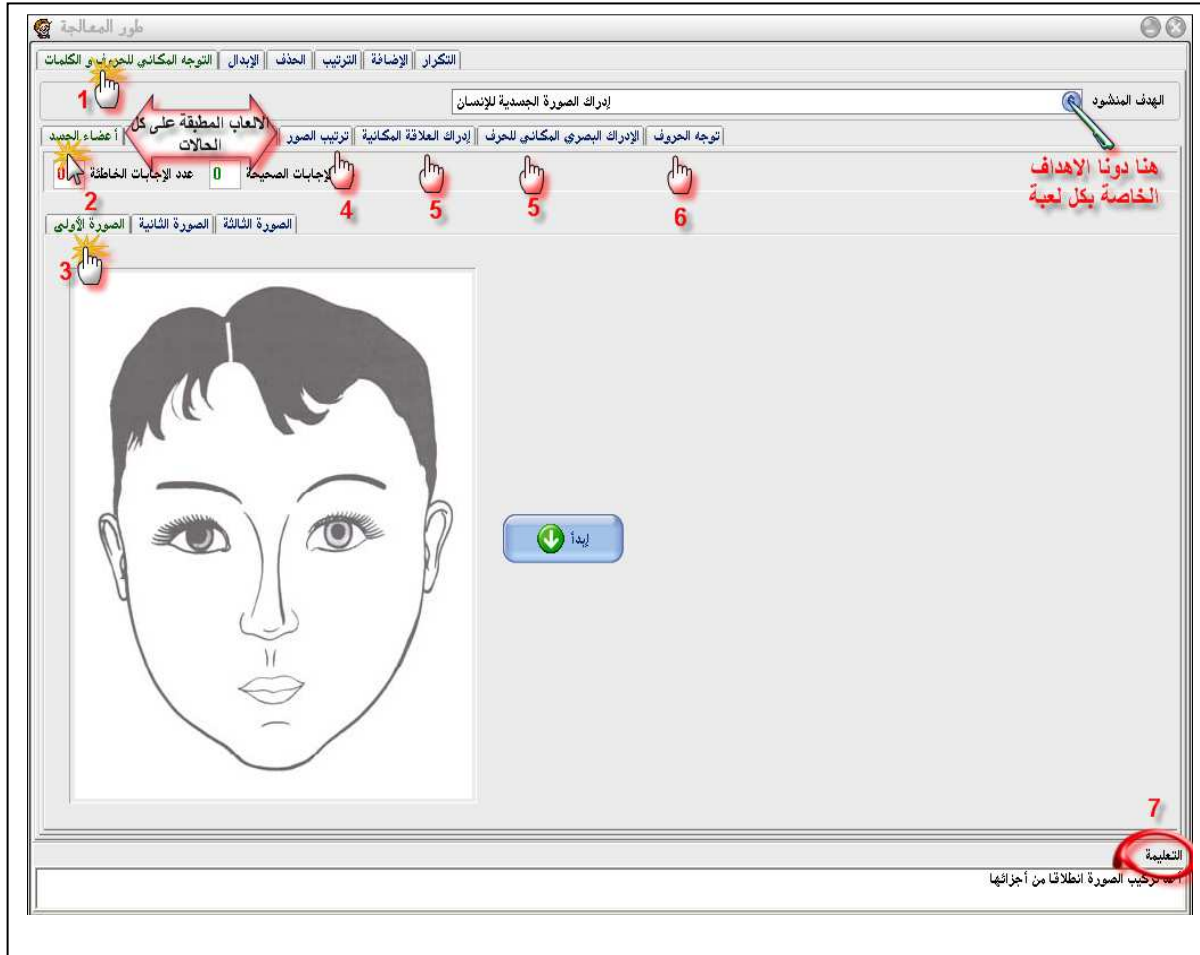 طور المعالجة
التوجه المكاني للحروف و الكلمات الإبدال الحذف الترتيب الإضافة التكرار
1
الهدف المنشود إدراك الصورة الجسدية للإنسان
الالعاب المطبقة على كل
الحالات
أعضاء الجسد ترتيب الصور إدراك العلاقة المكانية الإدراك البصري المكاني للحرف توجه الحروف
هنا دونا الاهداف
الخاصة بكل لعبة
الإجابات الصحيحة 0 عدد الإجابات الخاطئة 0
2 4 5 5 6
الصورة الأولى الصورة الثانية الصورة الثالثة
3
إبدأ
7
التعليمة
تركيب الصورة انطلاقا من أجزائها